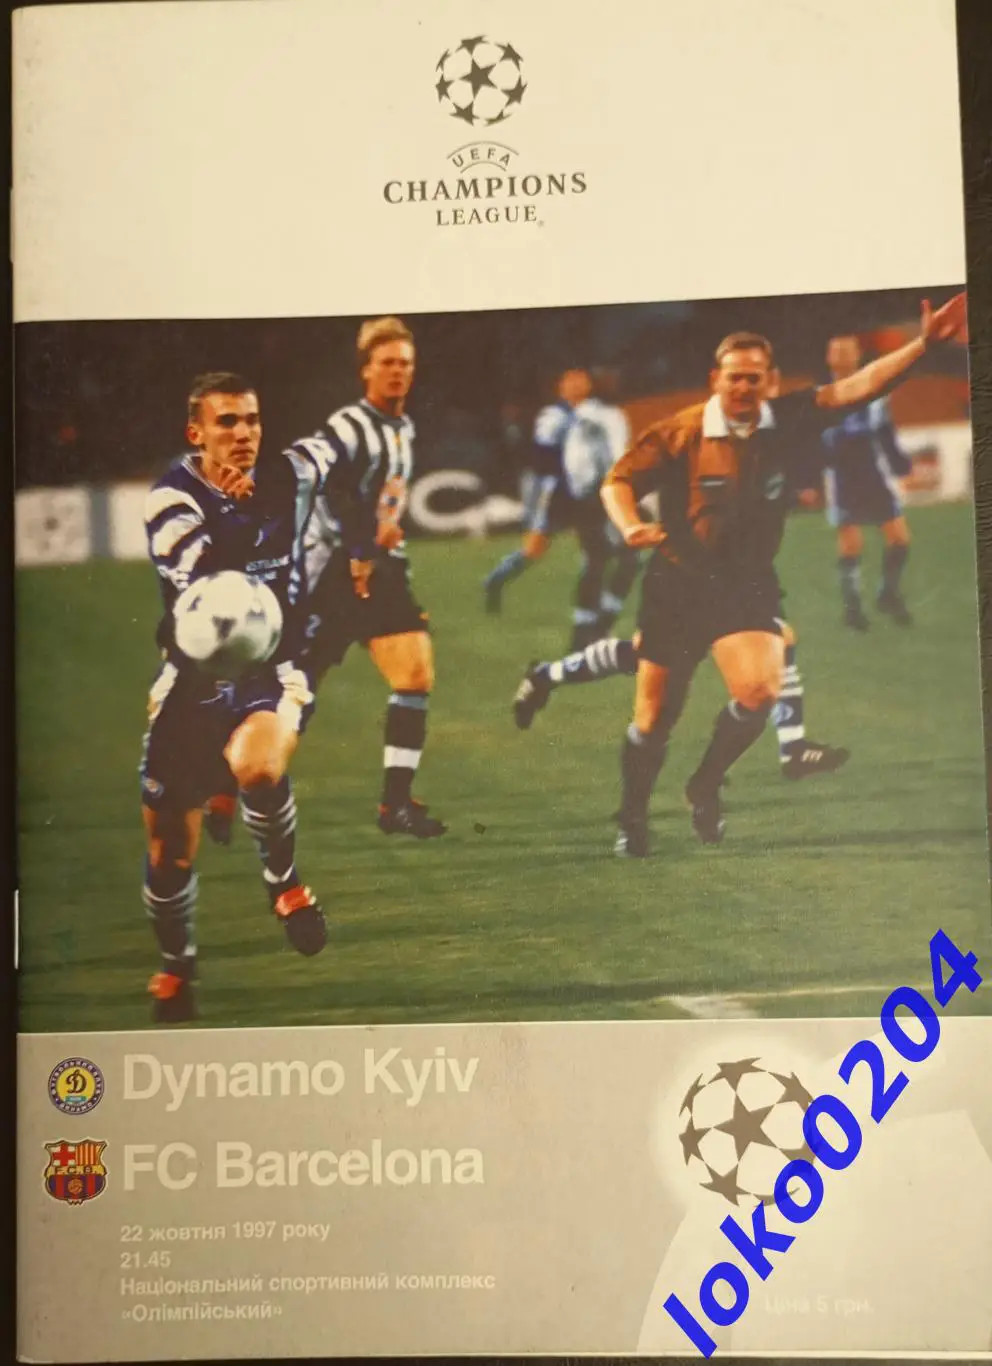 UEFA
CHAMPIONS
LEAGUE
Dynamo Kyiv
FC Barcelona
22 жовтня 1997 року
21.45
Національний спортивний комплекс
«Олімпійський»
Ціна 5 грн.
loko0204